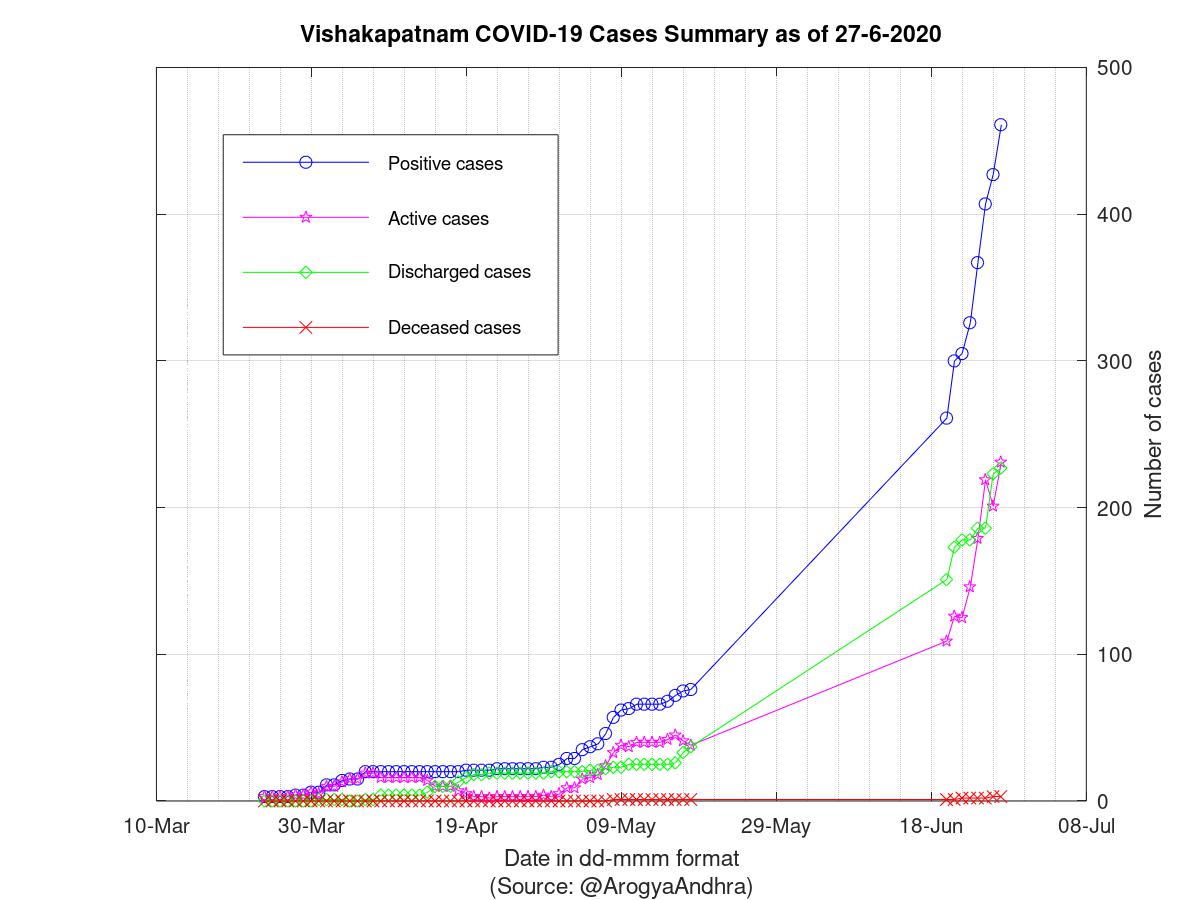 Vishakapatnam COVID-19 Cases Summary as of 27-6-2020
Positive cases
Active cases
Discharged cases
Deceased cases
500
400
300
200
100
0
Number of cases
10-Mar 30-Mar 19-Apr 09-May 29-May 18-Jun 08-Jul
Date in dd-mmm format
(Source: @ArogyaAndhra)